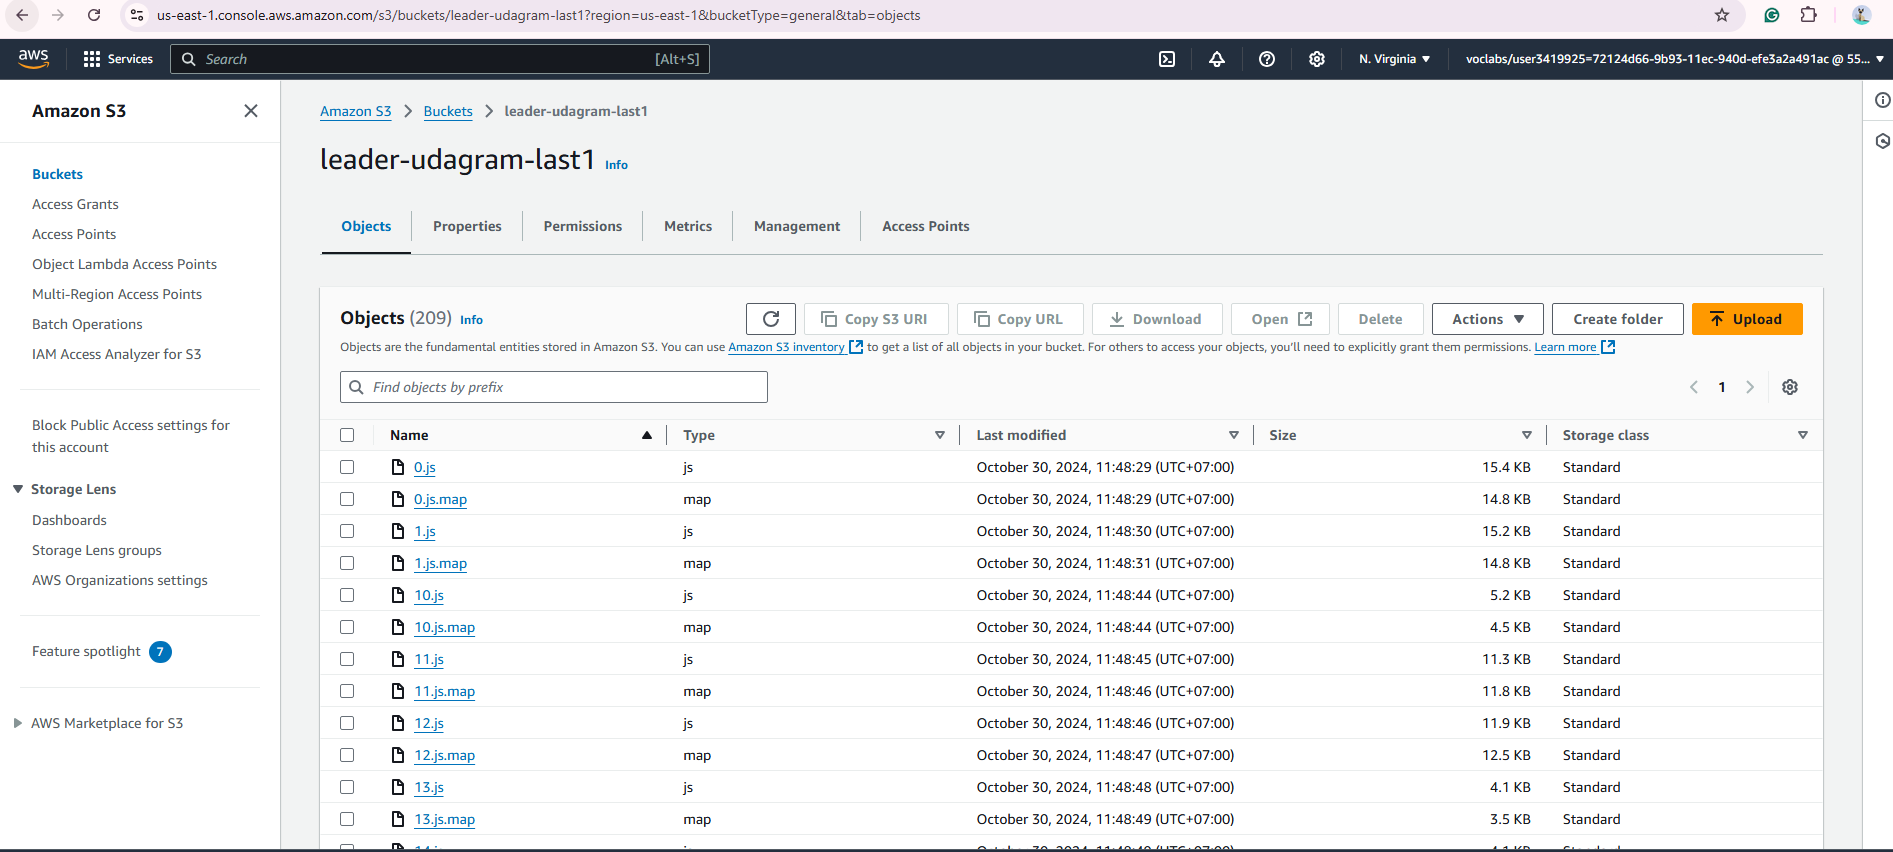 us-east-1.console.aws.amazon.com/s3/buckets/leader-udagram-last1?region=us-east-1&bucketType=general&tab=objects
aws Services Search [Alt+S] N. Virginia voclabs/user3419925=72124d66-9b93-11ec-940d-efe3a2a491ac @ 55...
Amazon S3
Buckets
Access Grants
Access Points
Object Lambda Access Points
Multi-Region Access Points
Batch Operations
IAM Access Analyzer for S3
Block Public Access settings for
this account
Storage Lens
Dashboards
Storage Lens groups
AWS Organizations settings
Feature spotlight 7
AWS Marketplace for S3
Amazon S3 > Buckets > leader-udagram-last1
leader-udagram-last1 Info
Objects Properties Permissions Metrics Management Access Points
Objects (209) Info Copy S3 URI Copy URL Download Open Delete Actions Create folder Upload
Objects are the fundamental entities stored in Amazon S3. You can use Amazon S3 inventory to get a list of all objects in your bucket. For others to access your objects, you'll need to explicitly grant them permissions. Learn more
Find objects by prefix 1
Name Type Last modified Size Storage class
0.js js October 30, 2024, 11:48:29 (UTC+07:00) 15.4 KB Standard
0.js.map map October 30, 2024, 11:48:29 (UTC+07:00) 14.8 KB Standard
1.js js October 30, 2024, 11:48:30 (UTC+07:00) 15.2 KB Standard
1.js.map map October 30, 2024, 11:48:31 (UTC+07:00) 14.8 KB Standard
10.js js October 30, 2024, 11:48:44 (UTC+07:00) 5.2 KB Standard
10.js.map map October 30, 2024, 11:48:44 (UTC+07:00) 4.5 KB Standard
11.js js October 30, 2024, 11:48:45 (UTC+07:00) 11.3 KB Standard
11.js.map map October 30, 2024, 11:48:46 (UTC+07:00) 11.8 KB Standard
12.js js October 30, 2024, 11:48:46 (UTC+07:00) 11.9 KB Standard
12.js.map map October 30, 2024, 11:48:47 (UTC+07:00) 12.5 KB Standard
13.js js October 30, 2024, 11:48:48 (UTC+07:00) 4.1 KB Standard
13.js.map map October 30, 2024, 11:48:49 (UTC+07:00) 3.5 KB Standard